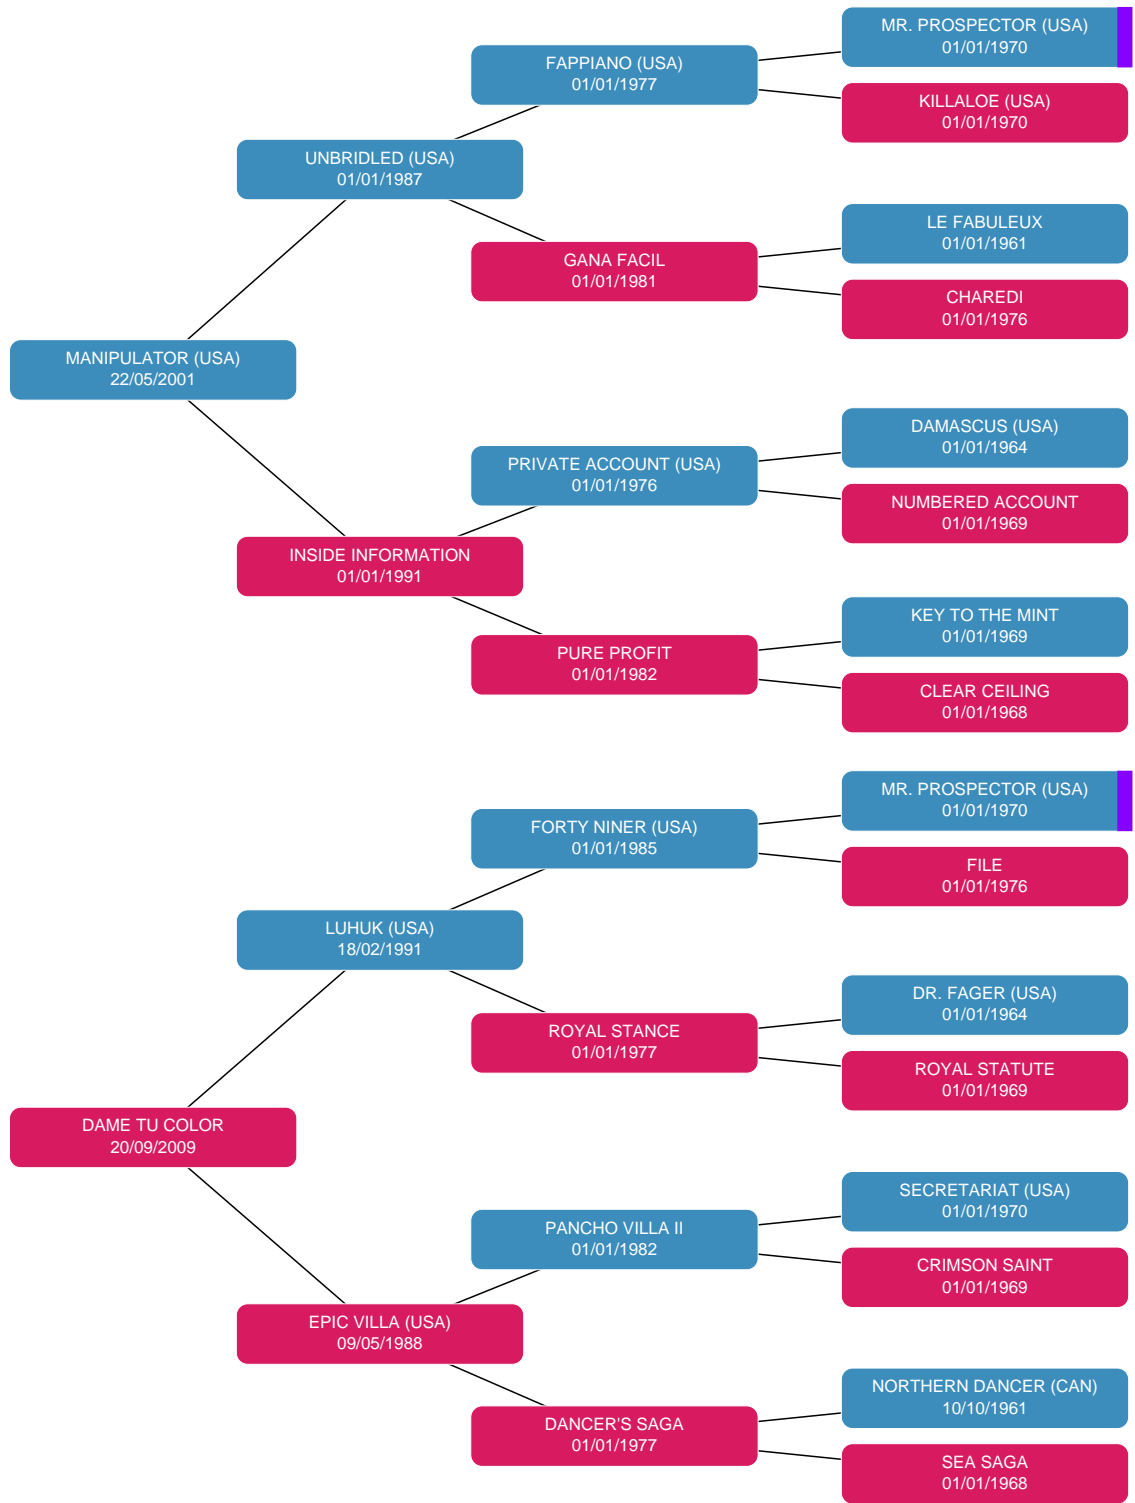 MR. PROSPECTOR (USA)
01/01/1970
FAPPIANO (USA)
01/01/1977
KILLALOE (USA)
01/01/1970
UNBRIDLED (USA)
01/01/1987
LE FABULEUX
01/01/1961
GANA FACIL
01/01/1981
CHAREDI
01/01/1976
MANIPULATOR (USA)
22/05/2001
DAMASCUS (USA)
01/01/1964
PRIVATE ACCOUNT (USA)
01/01/1976
NUMBERED ACCOUNT
01/01/1969
INSIDE INFORMATION
01/01/1991
KEY TO THE MINT
01/01/1969
PURE PROFIT
01/01/1982
CLEAR CEILING
01/01/1968
MR. PROSPECTOR (USA)
01/01/1970
FORTY NINER (USA)
01/01/1985
FILE
01/01/1976
LUHUK (USA)
18/02/1991
DR. FAGER (USA)
01/01/1964
ROYAL STANCE
01/01/1977
ROYAL STATUTE
01/01/1969
DAME TU COLOR
20/09/2009
SECRETARIAT (USA)
01/01/1970
PANCHO VILLA II
01/01/1982
CRIMSON SAINT
01/01/1969
EPIC VILLA (USA)
09/05/1988
NORTHERN DANCER (CAN)
10/10/1961
DANCER'S SAGA
01/01/1977
SEA SAGA
01/01/1968